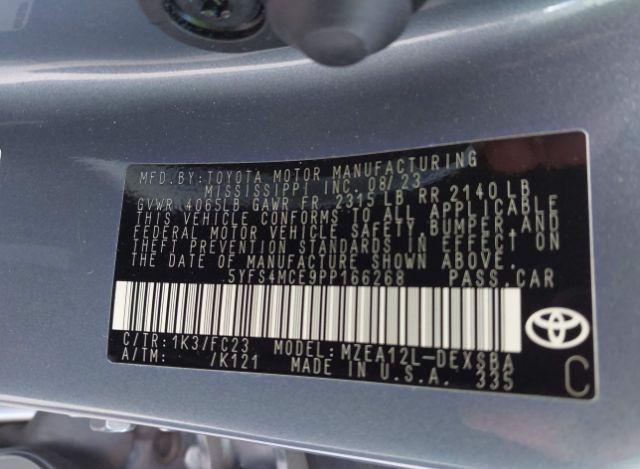 MFD.BY:TOYOTA MOTOR MANUFACTURING
MISSISSIPPI INC. 08/23
GVWR 4065LB GAWR FR 2315 LB RR 2140 LB
THIS VEHICLE CONFORMS TO ALL APPLICABLE
FEDERAL MOTOR VEHICLE SAFETY, BUMPER, AND
THEFT PREVENTION STANDARDS IN EFFECT ON
THE DATE OF MANUFACTURE SHOWN ABOVE.
5YFS4MCE9PP166268 PASS.CAR
C/TR:1K3/FC23 MODEL:MZEA12L-DEXSBA
A/TM: /K121 MADE IN U.S.A. 335
C